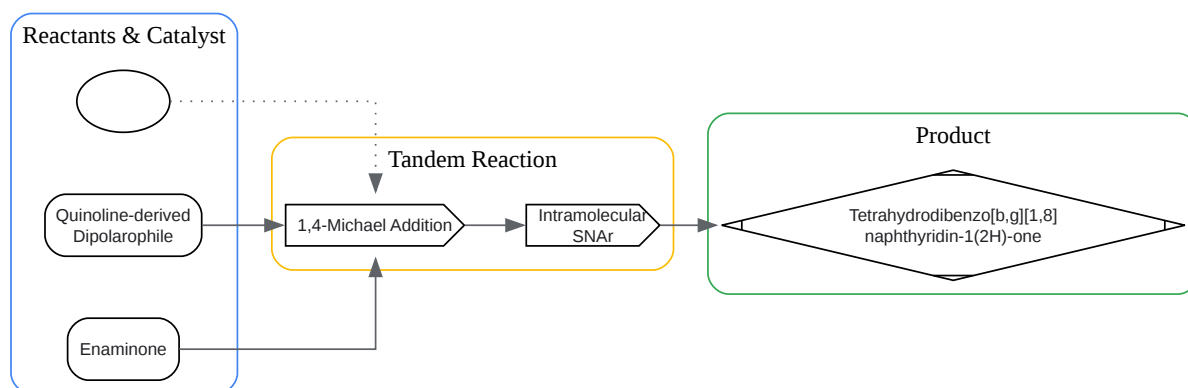 Reactants & Catalyst
Quinoline-derived
Dipolarophile
Enaminone
Tandem Reaction
1,4-Michael Addition
Intramolecular
SNAr
Product
Tetrahydrodibenzo[b,g][1,8]
naphthyridin-1(2H)-one